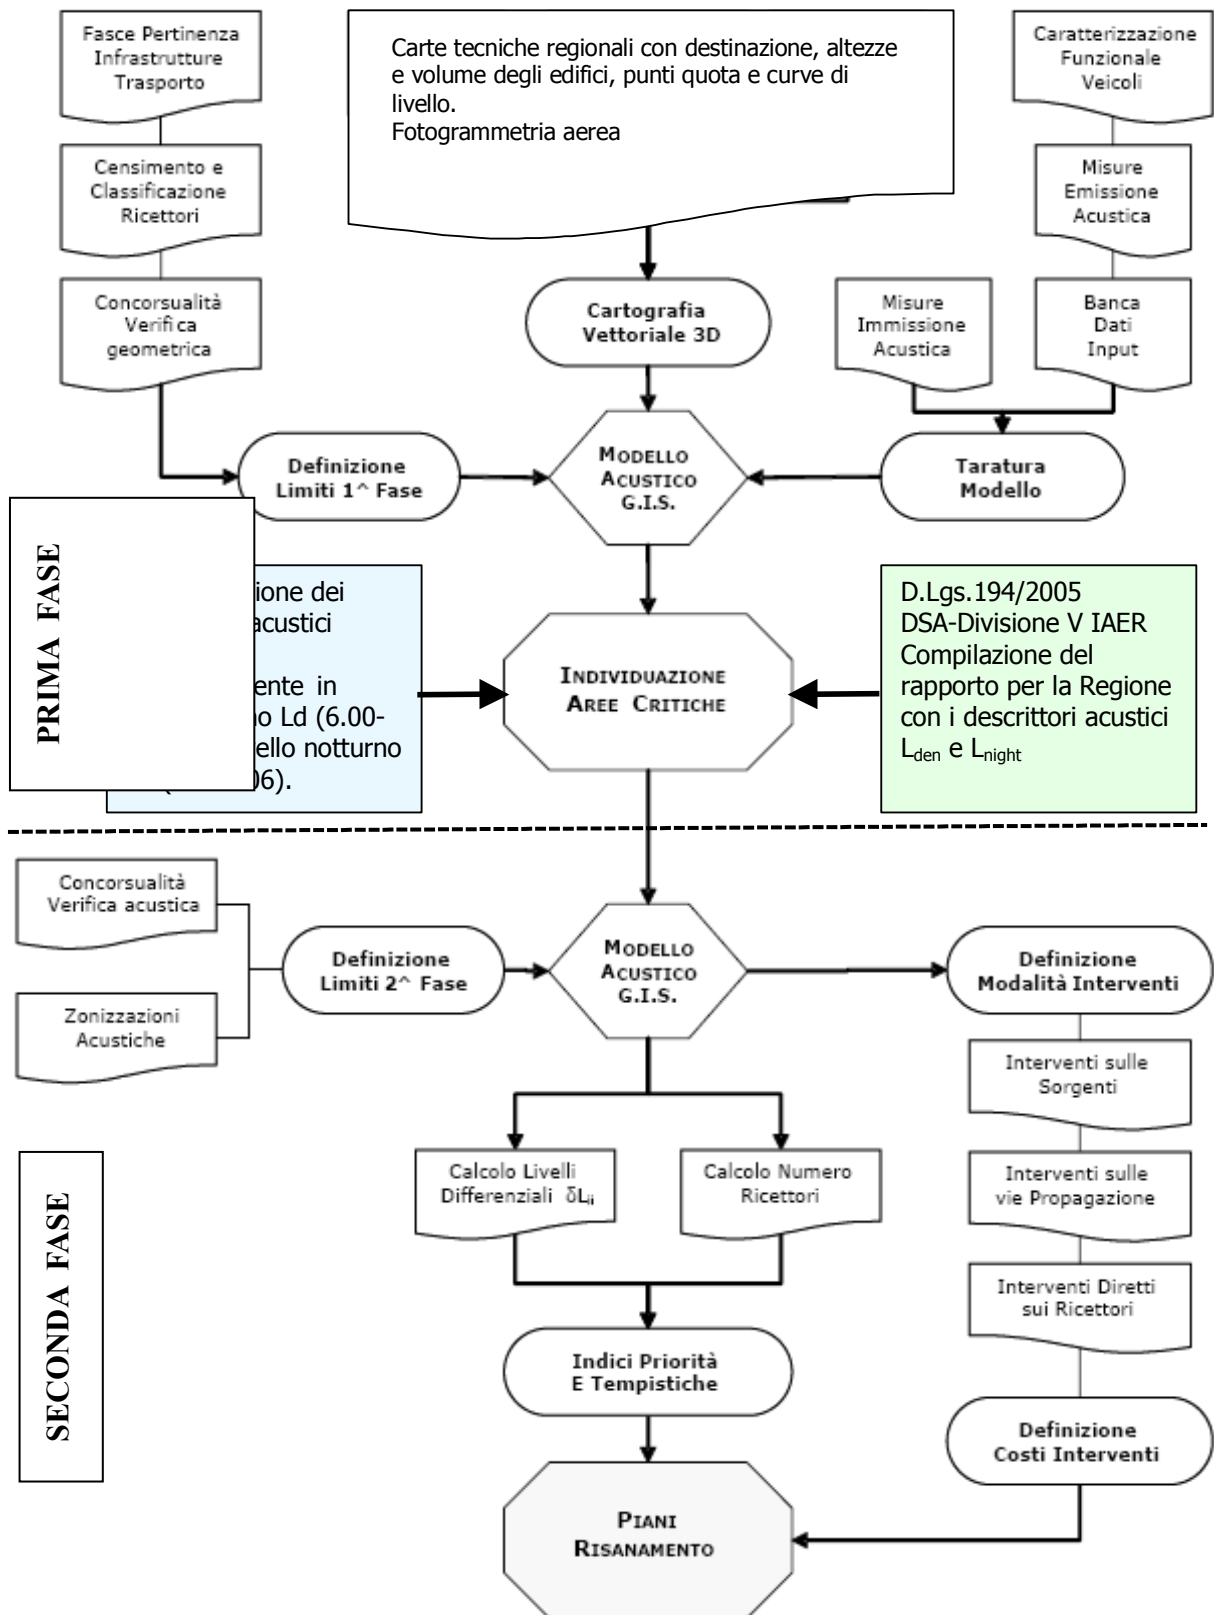 Fasce Pertinenza
Infrastrutture
Trasporto
Carte tecniche regionali con destinazione, altezze
e volume degli edifici, punti quota e curve di
livello.
Fotogrammetria aerea
Caratterizzazione
Funzionale
Veicoli
Censimento e
Classificazione
Ricettori
Misure
Emissione
Acustica
Concorsualità
Verifica
geometrica
Cartografia
Vettoriale 3D
Misure
Immissione
Acustica
Banca
Dati
Input
Definizione
Limiti 1^ Fase
MODELLO
ACUSTICO
G.I.S.
Taratura
Modello
PRIMA FASE
ione dei
acustici
ente in
o Ld (6.00-
ello notturno
06).
INDIVIDUAZIONE
AREE CRITICHE
D.Lgs.194/2005
DSA-Divisione V IAER
Compilazione del
rapporto per la Regione
con i descrittori acustici
Lden e Lnight
Concorsualità
Verifica acustica
Zonizzazioni
Acustiche
Definizione
Limiti 2^ Fase
MODELLO
ACUSTICO
G.I.S.
Definizione
Modalità Interventi
Interventi sulle
Sorgenti
SECONDA FASE
Calcolo Livelli
Differenziali δLii
Calcolo Numero
Ricettori
Interventi sulle
vie Propagazione
Interventi Diretti
sui Ricettori
Indici Priorità
E Tempistiche
Definizione
Costi Interventi
PIANI
RISANAMENTO